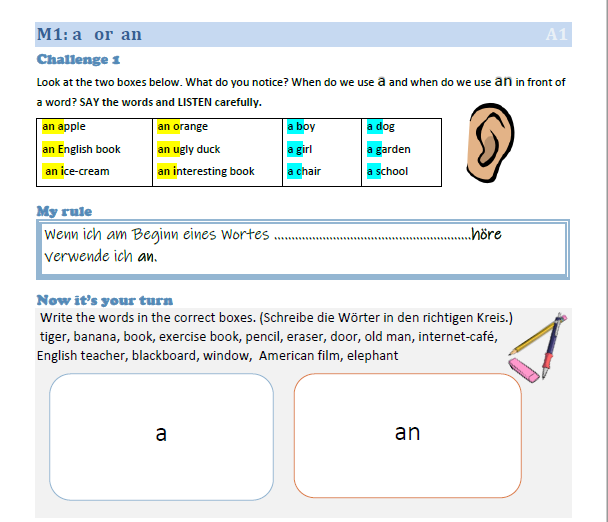 M1: a or an A1
Challenge 1
Look at the two boxes below. What do you notice? When do we use a and when do we use an in front of
a word? SAY the words and LISTEN carefully.
an apple an orange a boy a dog
an English book an ugly duck a girl a garden
an ice-cream an interesting book a chair a school
My rule
Wenn ich am Beginn eines Wortes ............................................................höre
verwende ich an.
Now it's your turn
Write the words in the correct boxes. (Schreibe die Wörter in den richtigen Kreis.)
tiger, banana, book, exercise book, pencil, eraser, door, old man, internet-café,
English teacher, blackboard, window, American film, elephant
a an